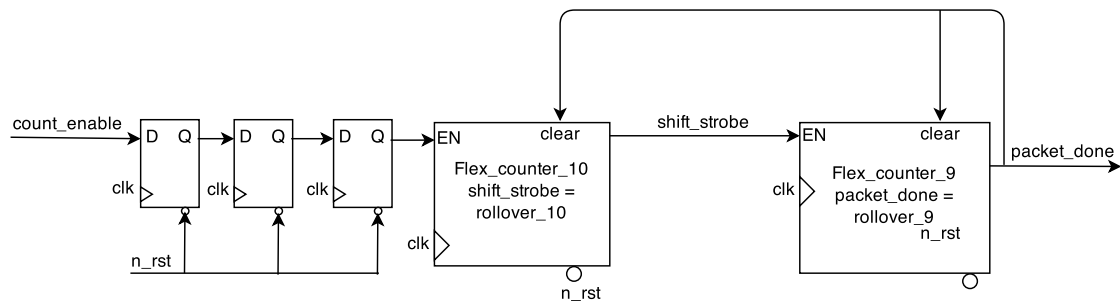 count_enable
D Q
clk
D Q
clk
D Q
clk
n_rst
EN
clear
Flex_counter_10
shift_strobe =
rollover_10
clk
n_rst
shift_strobe
EN
clear
Flex_counter_9
packet_done =
rollover_9
n_rst
clk
packet_done